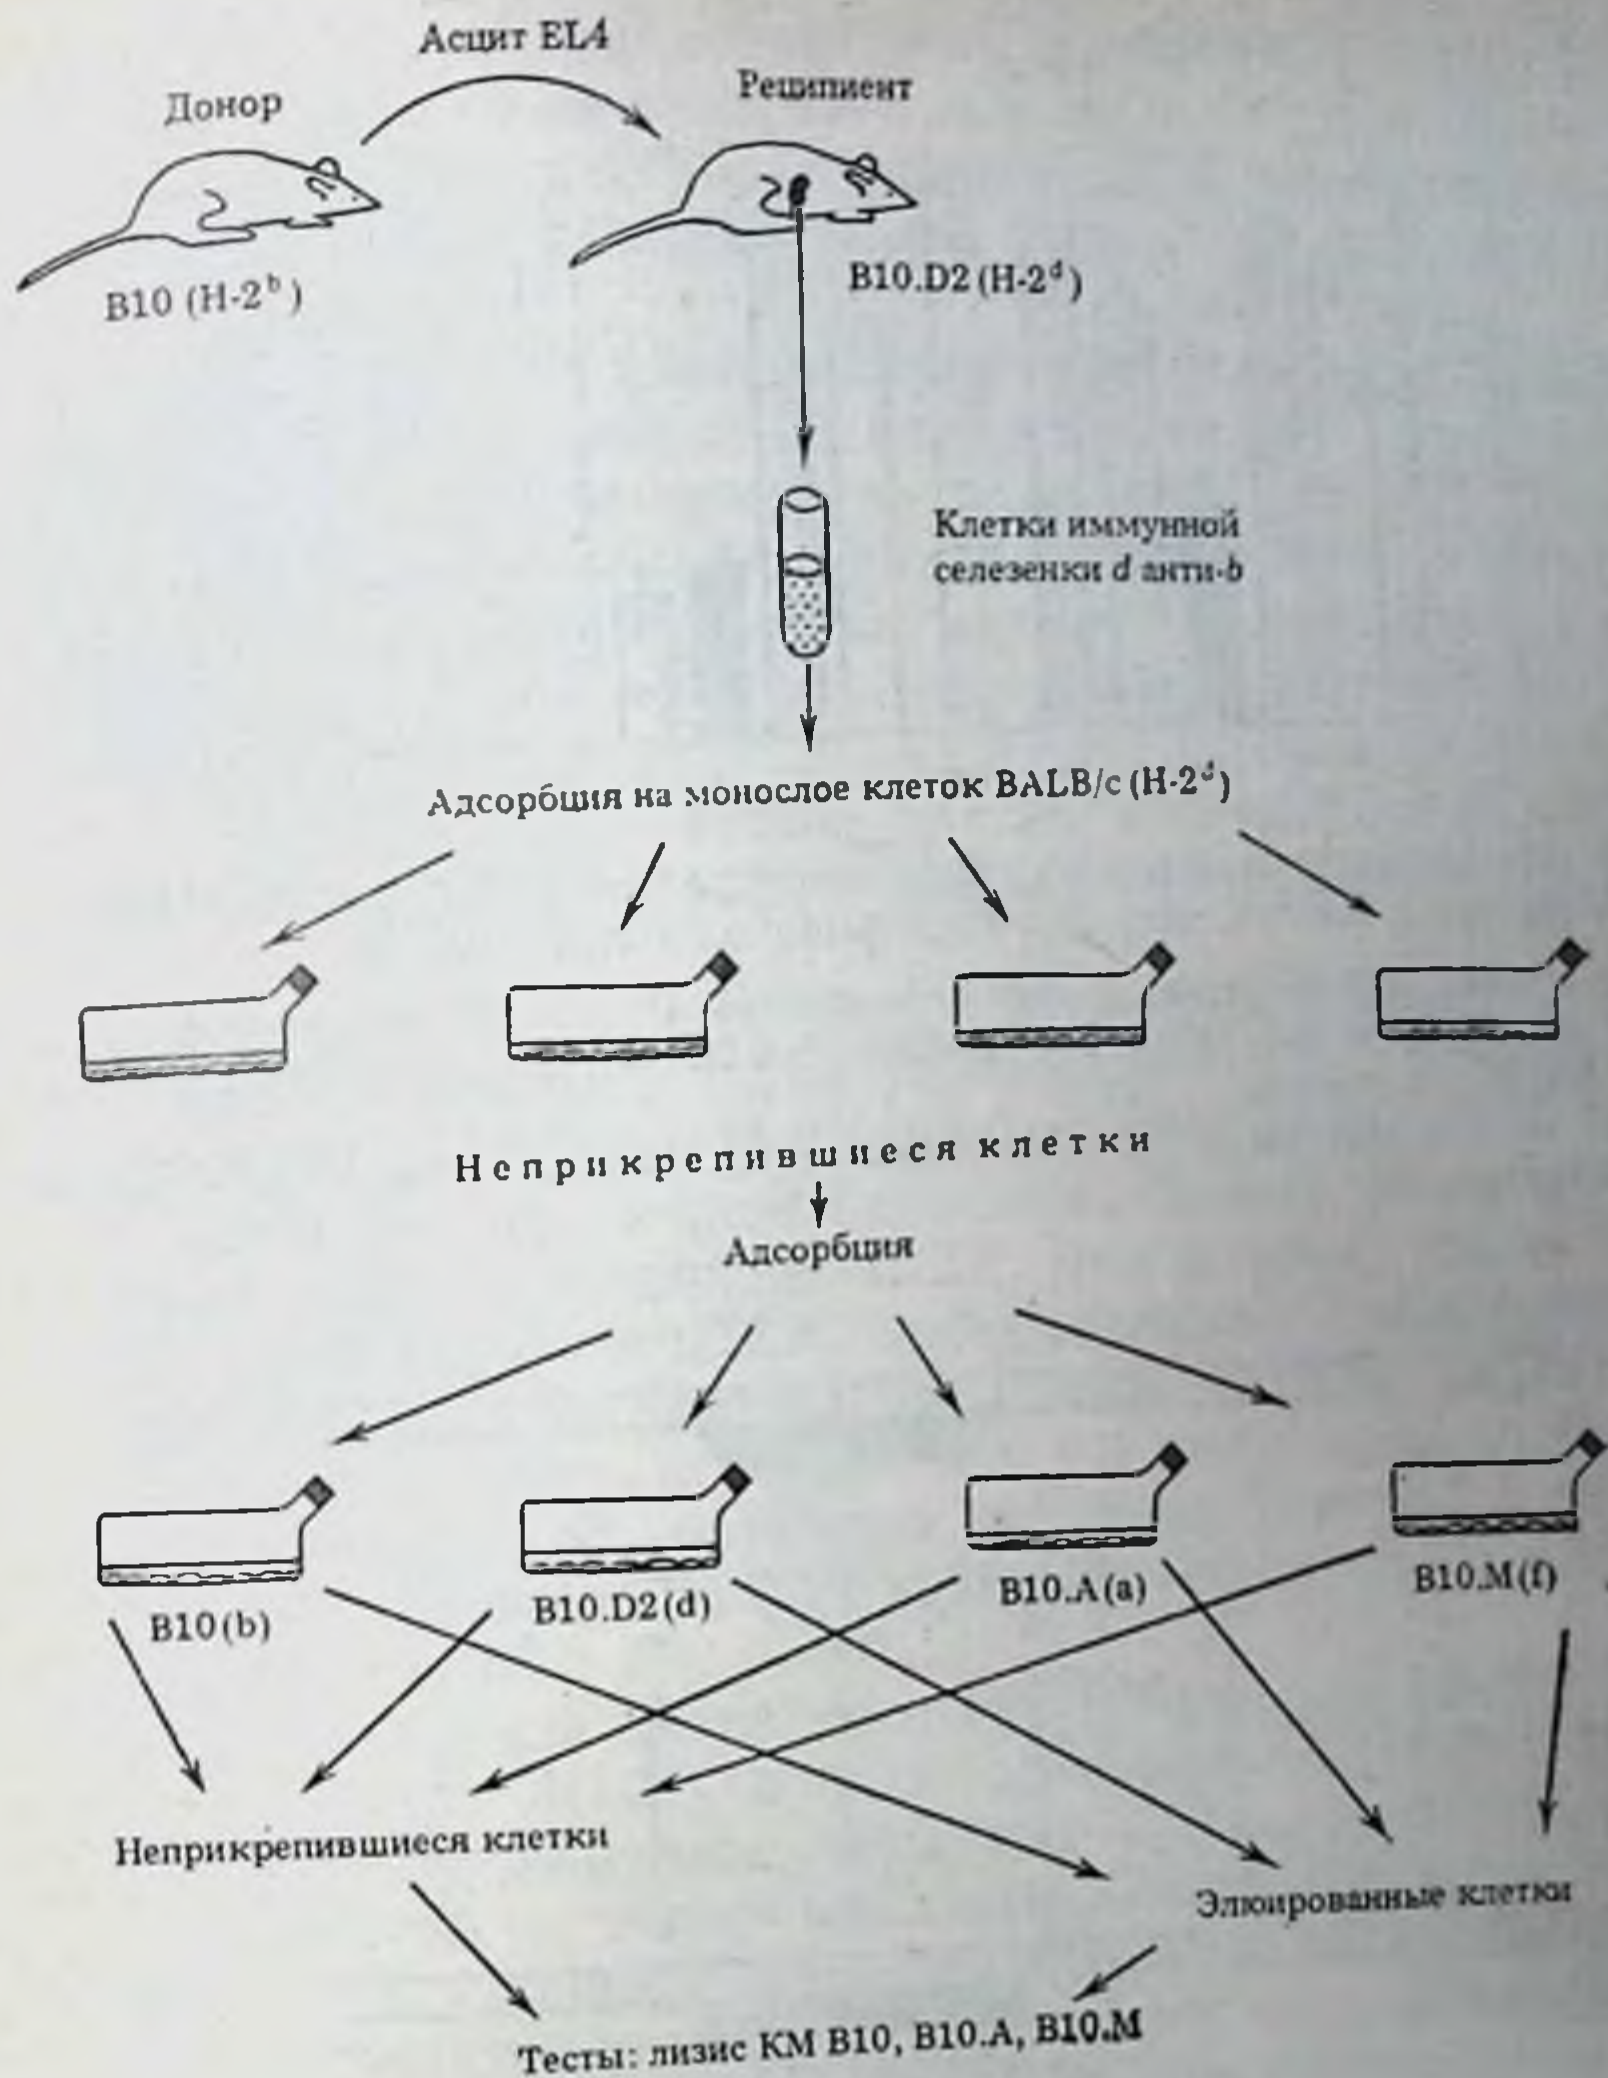 Асцит EL4
Донор
Реципиент
B10 (H-2ᵇ)
B10.D2 (H-2ᵈ)
Клетки иммунной
селезенки d анти-b
Адсорбция на монослое клеток BALB/c (H-2ᵈ)
Неприкрепившиеся клетки
Адсорбция
B10(b)
B10.D2(d)
B10.A(a)
B10.M(f)
Неприкрепившиеся клетки
Элюированные клетки
Тесты: лизис КМ B10, B10.A, B10.M